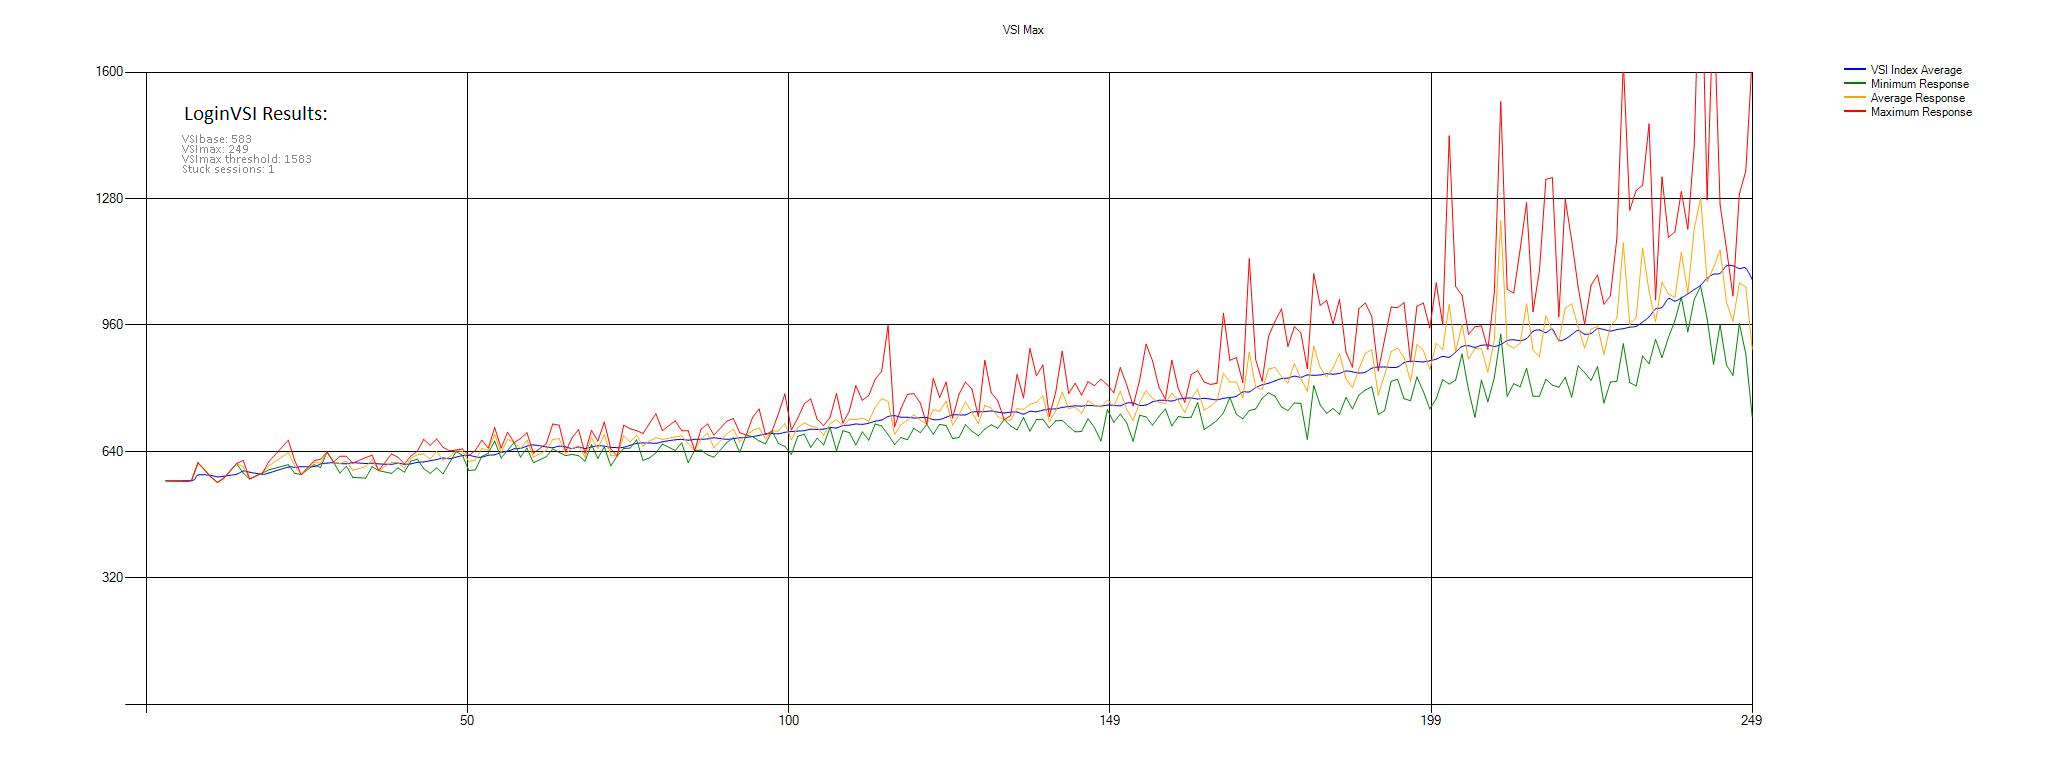 VSI Max
1600
1280
960
640
320
LoginVSI Results:
VSIbase: 583
VSImax: 249
VSImax threshold: 1583
Stuck sessions: 1
VSI Index Average
Minimum Response
Average Response
Maximum Response
50
100
149
199
249